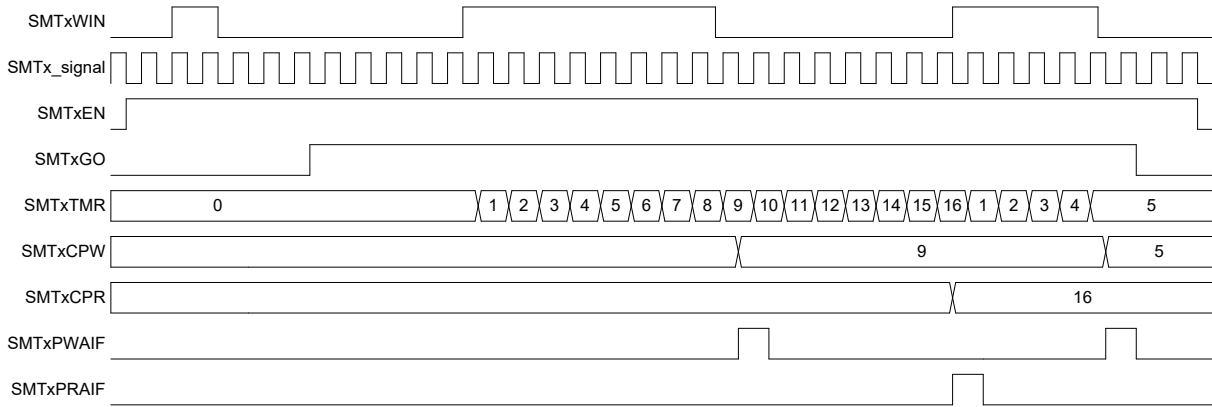 SMTxWIN
SMTx_signal
SMTxEN
SMTxGO
SMTxTMR 0 1 2 3 4 5 6 7 8 9 10 11 12 13 14 15 16 1 2 3 4 5
SMTxCPW 9 5
SMTxCPR 16
SMTxPWAIF
SMTxPRAIF